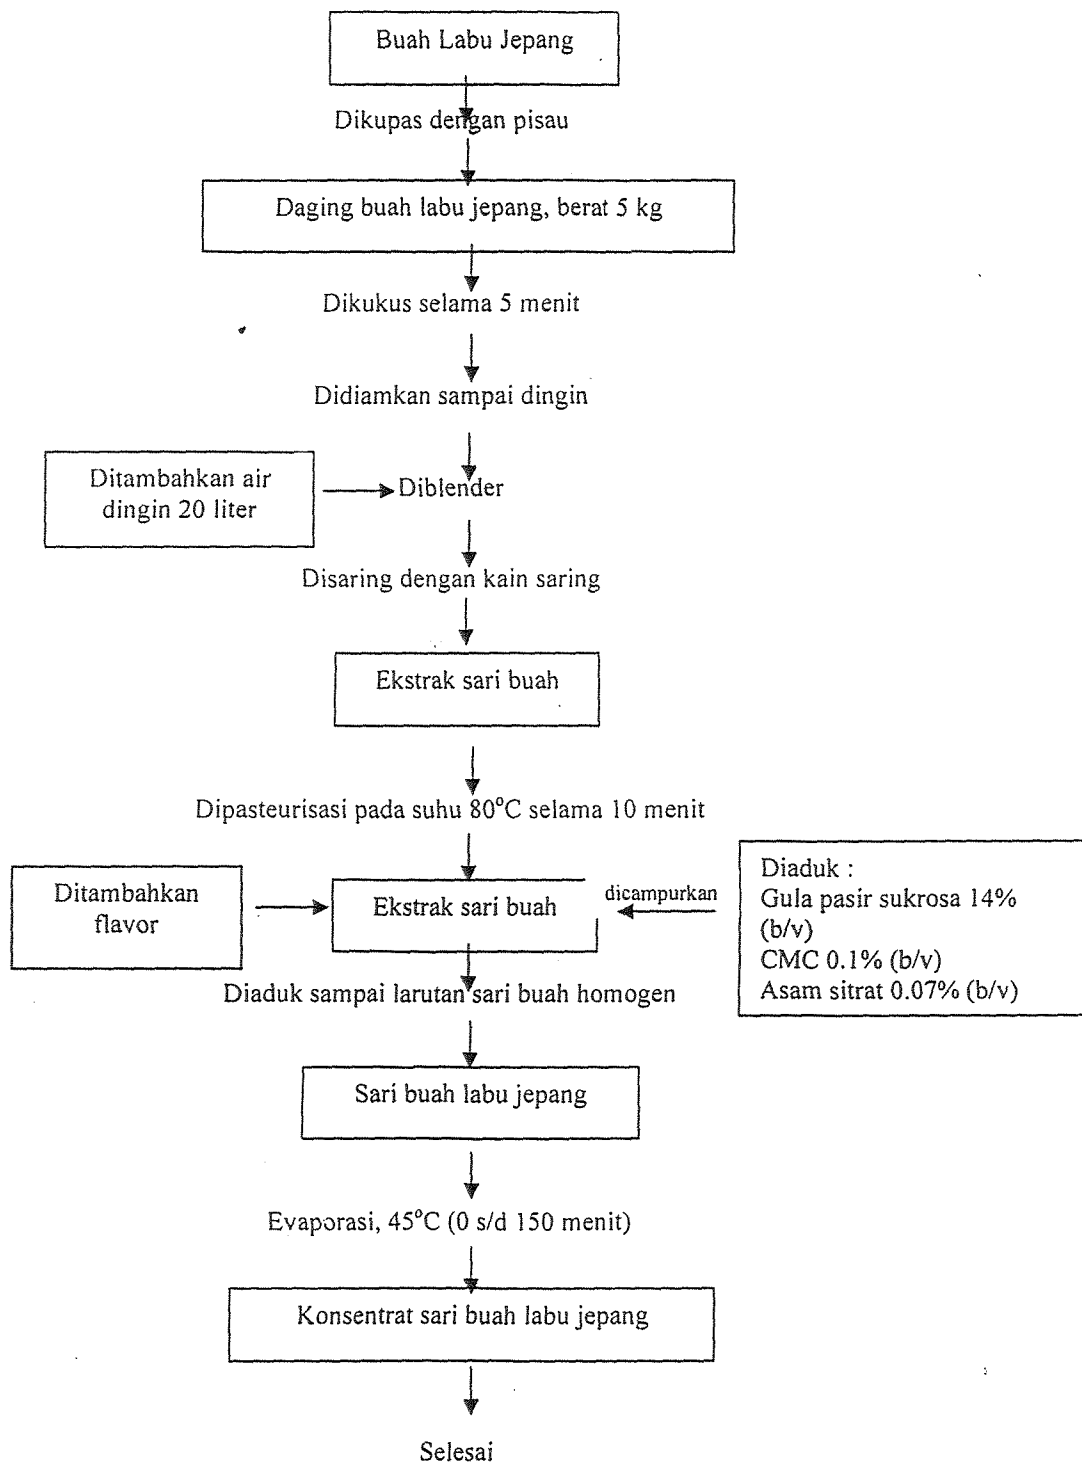 Buah Labu Jepang
Dikupas dengan pisau
Daging buah labu jepang, berat 5 kg
Dikukus selama 5 menit
Didiamkan sampai dingin
Ditambahkan air
dingin 20 liter
Diblender
Disaring dengan kain saring
Ekstrak sari buah
Dipasteurisasi pada suhu 80°C selama 10 menit
Ditambahkan
flavor
Ekstrak sari buah
dicampurkan
Diaduk :
Gula pasir sukrosa 14%
(b/v)
CMC 0.1% (b/v)
Asam sitrat 0.07% (b/v)
Diaduk sampai larutan sari buah homogen
Sari buah labu jepang
Evaporasi, 45°C (0 s/d 150 menit)
Konsentrat sari buah labu jepang
Selesai